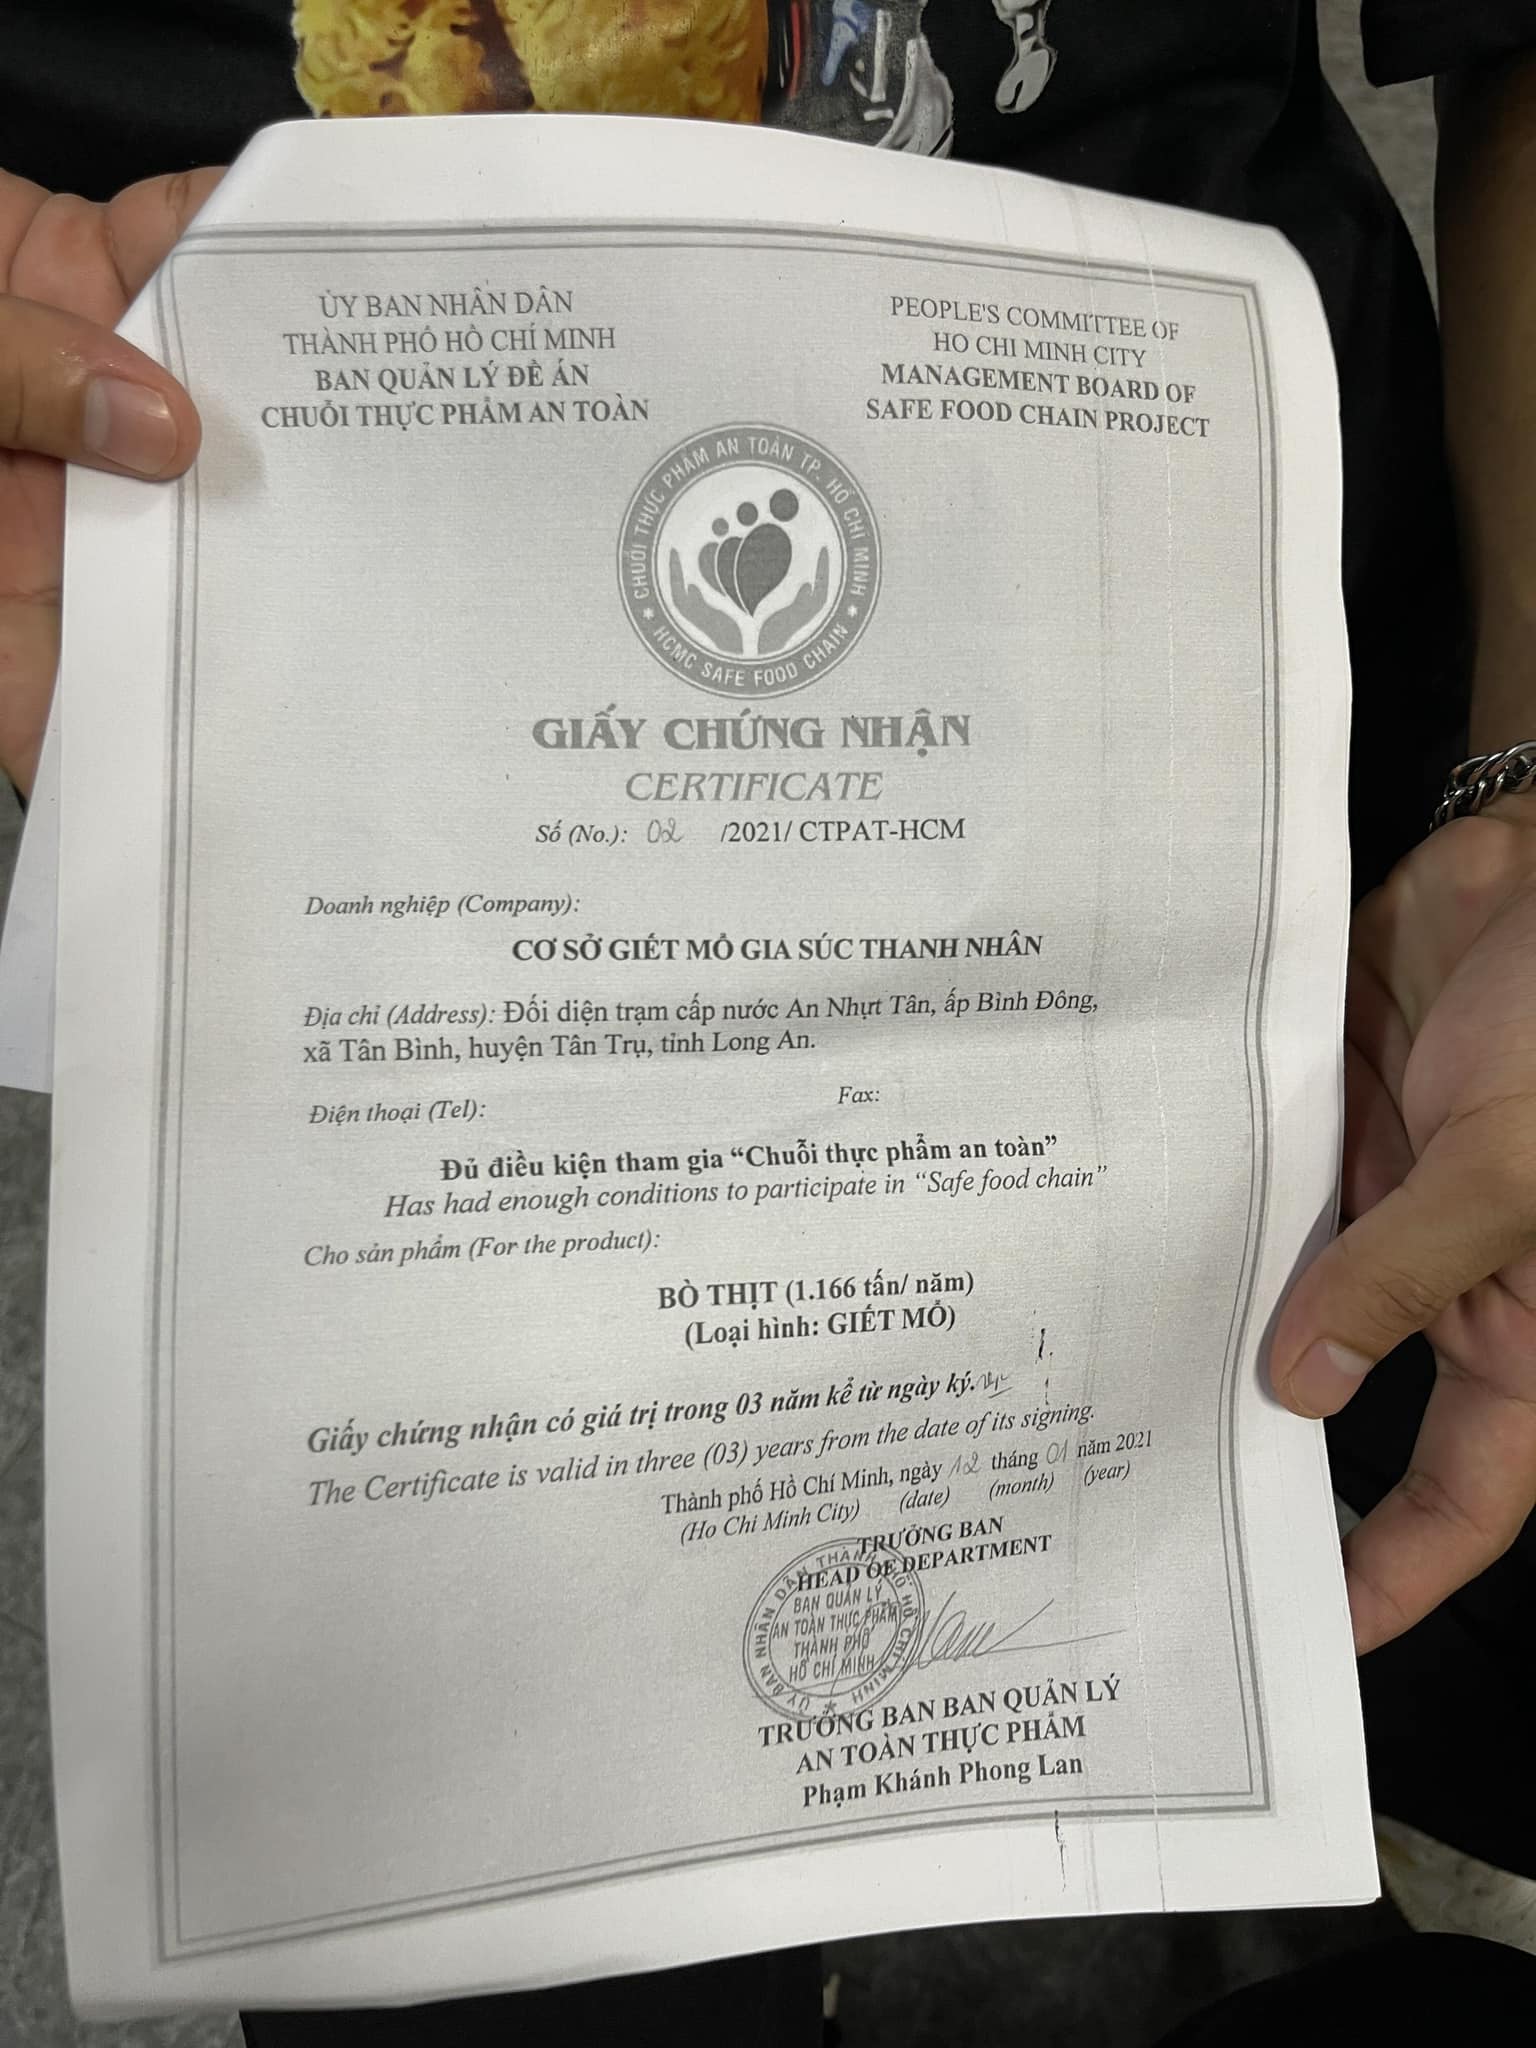 ỦY BAN NHÂN DÂN
THÀNH PHỐ HỒ CHÍ MINH
BAN QUẢN LÝ ĐỀ ÁN
CHUỖI THỰC PHẨM AN TOÀN
PEOPLE'S COMMITTEE OF
HO CHI MINH CITY
MANAGEMENT BOARD OF
SAFE FOOD CHAIN PROJECT
CHUỖI THỰC PHẨM AN TOÀN TP. HỒ CHÍ MINH
* HCMC SAFE FOOD CHAIN *
GIẤY CHỨNG NHẬN
CERTIFICATE
Số (No.): 02 /2021/ CTPAT-HCM
Doanh nghiệp (Company):
CƠ SỞ GIẾT MỔ GIA SÚC THANH NHÂN
Địa chỉ (Address): Đối diện trạm cấp nước An Nhựt Tân, ấp Bình Đông,
xã Tân Bình, huyện Tân Trụ, tỉnh Long An.
Điện thoại (Tel): Fax:
Đủ điều kiện tham gia “Chuỗi thực phẩm an toàn”
Has had enough conditions to participate in “Safe food chain”
Cho sản phẩm (For the product):
BÒ THỊT (1.166 tấn/ năm)
(Loại hình: GIẾT MỔ)
Giấy chứng nhận có giá trị trong 03 năm kể từ ngày ký.
The Certificate is valid in three (03) years from the date of its signing.
Thành phố Hồ Chí Minh, ngày 12 tháng 01 năm 2021
(Ho Chi Minh City) (date) (month) (year)
TRƯỞNG BAN
HEAD OF DEPARTMENT
ỦY BAN NHÂN DÂN THÀNH PHỐ HỒ CHÍ MINH *
BAN QUẢN LÝ
AN TOÀN THỰC PHẨM
THÀNH PHỐ
HỒ CHÍ MINH
TRƯỞNG BAN BAN QUẢN LÝ
AN TOÀN THỰC PHẨM
Phạm Khánh Phong Lan